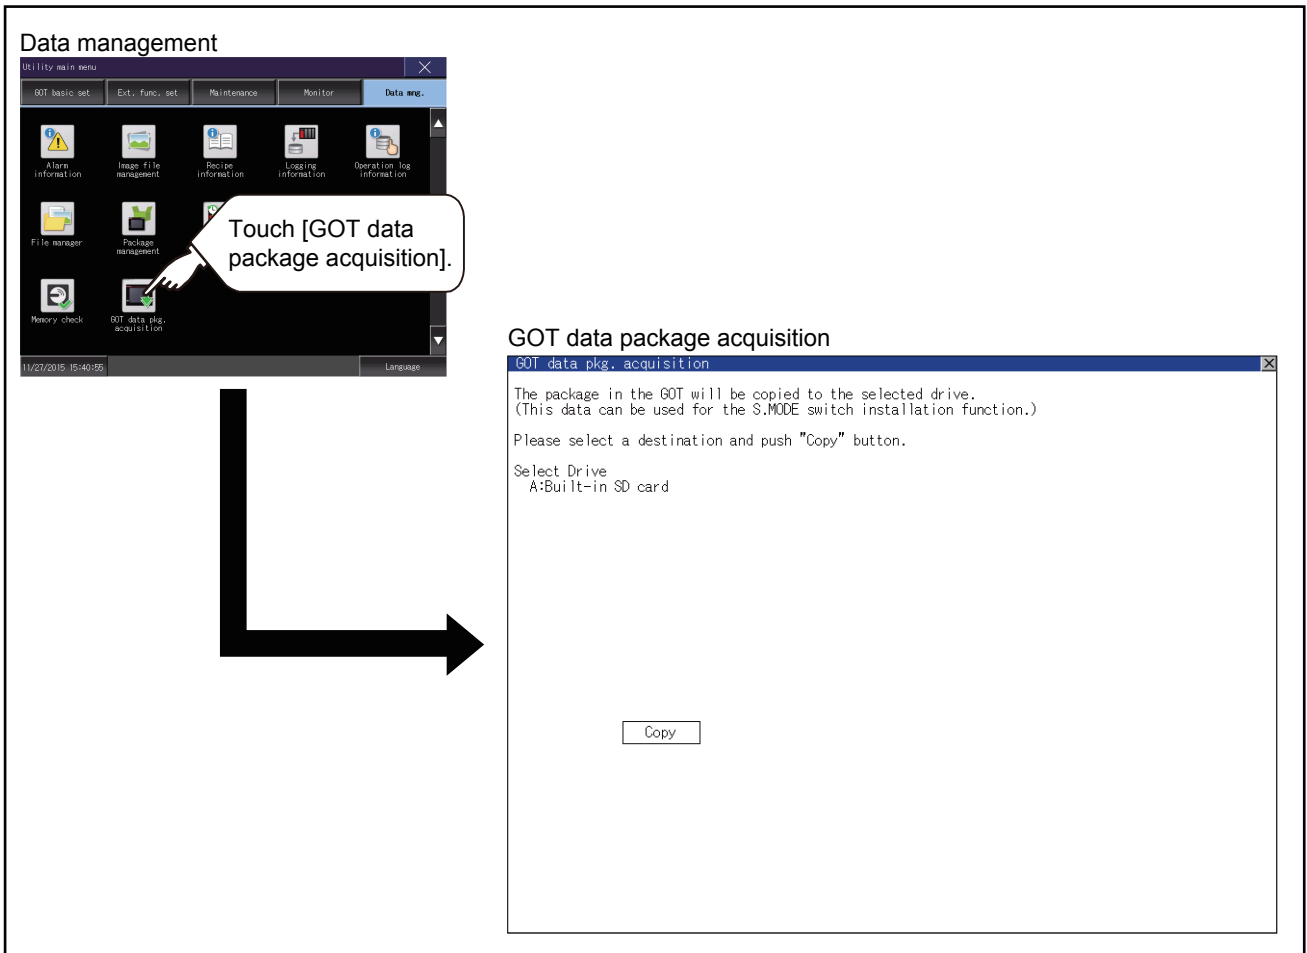 Data management
Utility main menu
GOT basic set
Ext. func. set
Maintenance
Monitor
Data mng.
Alarm
information
Image file
management
Recipe
information
Logging
information
Operation log
information
File manager
Package
management
Touch [GOT data
package acquisition].
Memory check
GOT data pkg.
acquisition
11/27/2015 15:40:55
Language
GOT data package acquisition
GOT data pkg. acquisition
The package in the GOT will be copied to the selected drive.
(This data can be used for the S.MODE switch installation function.)
Please select a destination and push "Copy" button.
Select Drive
A:Built-in SD card
Copy